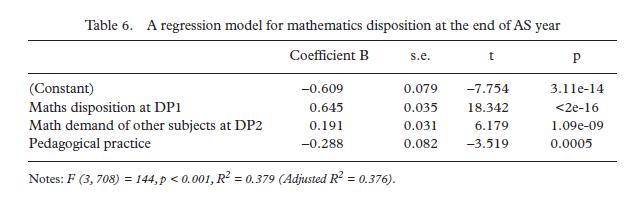 Table 6. A regression model for mathematics disposition at the end of AS year
Coefficient B s.e. t p
(Constant) −0.609 0.079 −7.754 3.11e-14
Maths disposition at DP1 0.645 0.035 18.342 <2e-16
Math demand of other subjects at DP2 0.191 0.031 6.179 1.09e-09
Pedagogical practice −0.288 0.082 −3.519 0.0005
Notes: F (3, 708) = 144, p < 0.001, R² = 0.379 (Adjusted R² = 0.376).